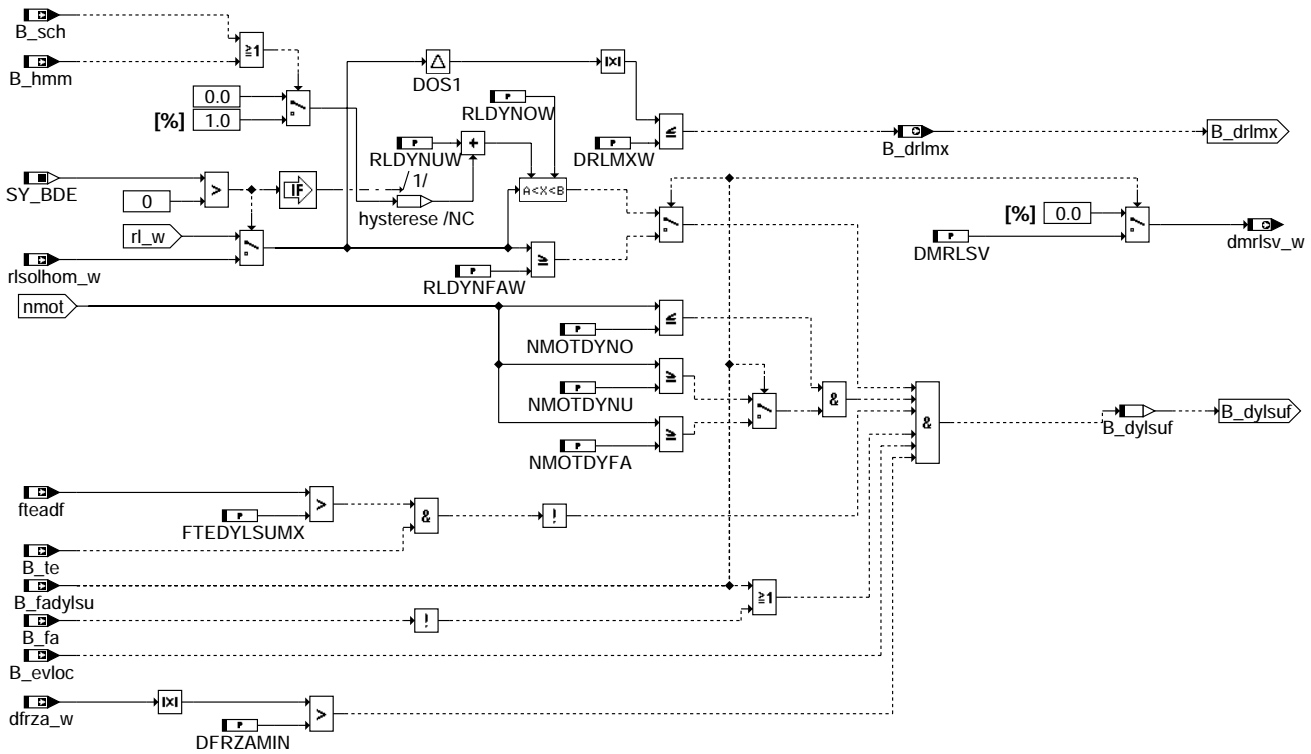 B_sch
≧1
B_hmm
0.0
[%] 1.0
DOS1
|x|
P
RLDYNOW
P
RLDYNUW
+
P
DRLMXW
≤
B_drlmx
B_drlmx
SY_BDE
>
0
IF
/1/
hysterese /NC
A<X<B
rl_w
rlsolhom_w
P
RLDYNFAW
≥
[%] 0.0
P
DMRLSV
dmrlsv_w
nmot
P
NMOTDYNO
≤
P
NMOTDYNU
≥
P
NMOTDYFA
≥
&
&
B_dylsuf
B_dylsuf
fteadf
>
P
FTEDYLSUMX
&
!
B_te
B_fadylsu
≧1
B_fa
!
B_evloc
dfrza_w
|x|
>
P
DFRZAMIN